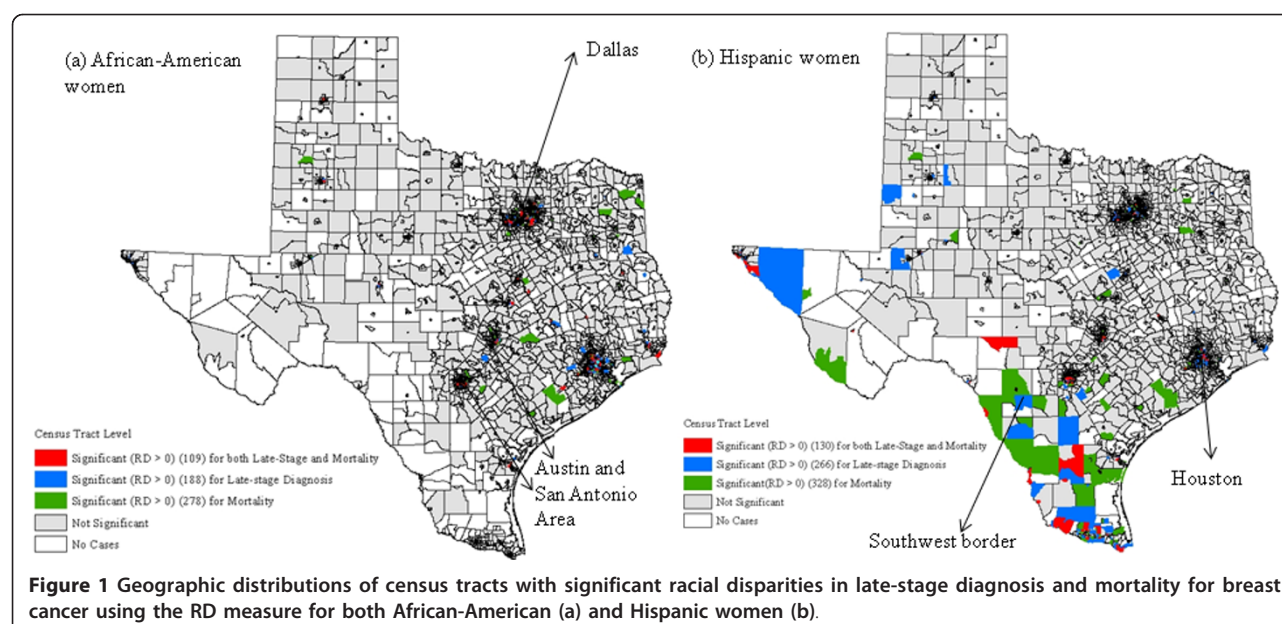 (a) African-American
women
Dallas
(b) Hispanic women
Census Tract Level
Significant (RD > 0) (109) for both Late-Stage and Mortality
Significant (RD > 0) (188) for Late-stage Diagnosis
Significant (RD > 0) (278) for Mortality
Not Significant
No Cases
Austin and
San Antonio
Area
Census Tract Level
Significant (RD > 0) (130) for both Late-Stage and Mortality
Significant (RD > 0) (266) for Late-stage Diagnosis
Significant(RD > 0) (328) for Mortality
Not Significant
No Cases
Southwest border
Houston
Figure 1 Geographic distributions of census tracts with significant racial disparities in late-stage diagnosis and mortality for breast
cancer using the RD measure for both African-American (a) and Hispanic women (b).